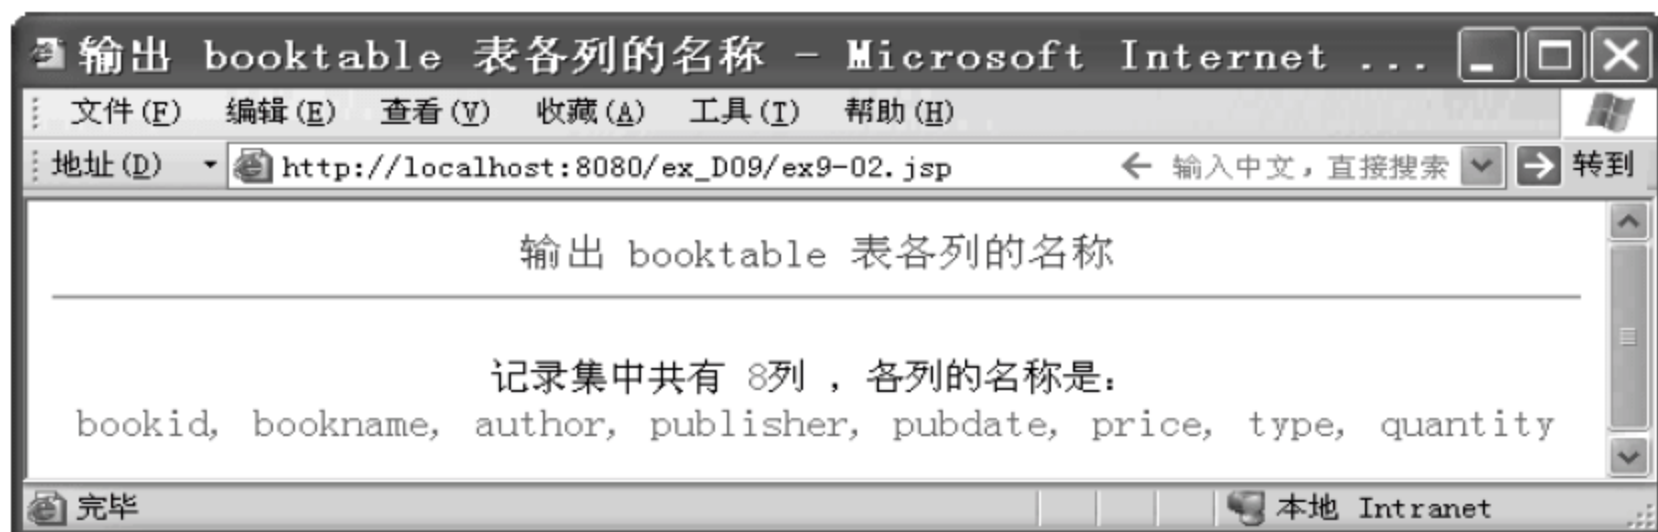 输出 booktable 表各列的名称 - Microsoft Internet ...
文件(F) 编辑(E) 查看(V) 收藏(A) 工具(T) 帮助(H)
地址(D) http://localhost:8080/ex_D09/ex9-02.jsp ← 输入中文，直接搜索 转到
输出 booktable 表各列的名称
记录集中共有 8列 ，各列的名称是：
bookid, bookname, author, publisher, pubdate, price, type, quantity
完毕 本地 Intranet